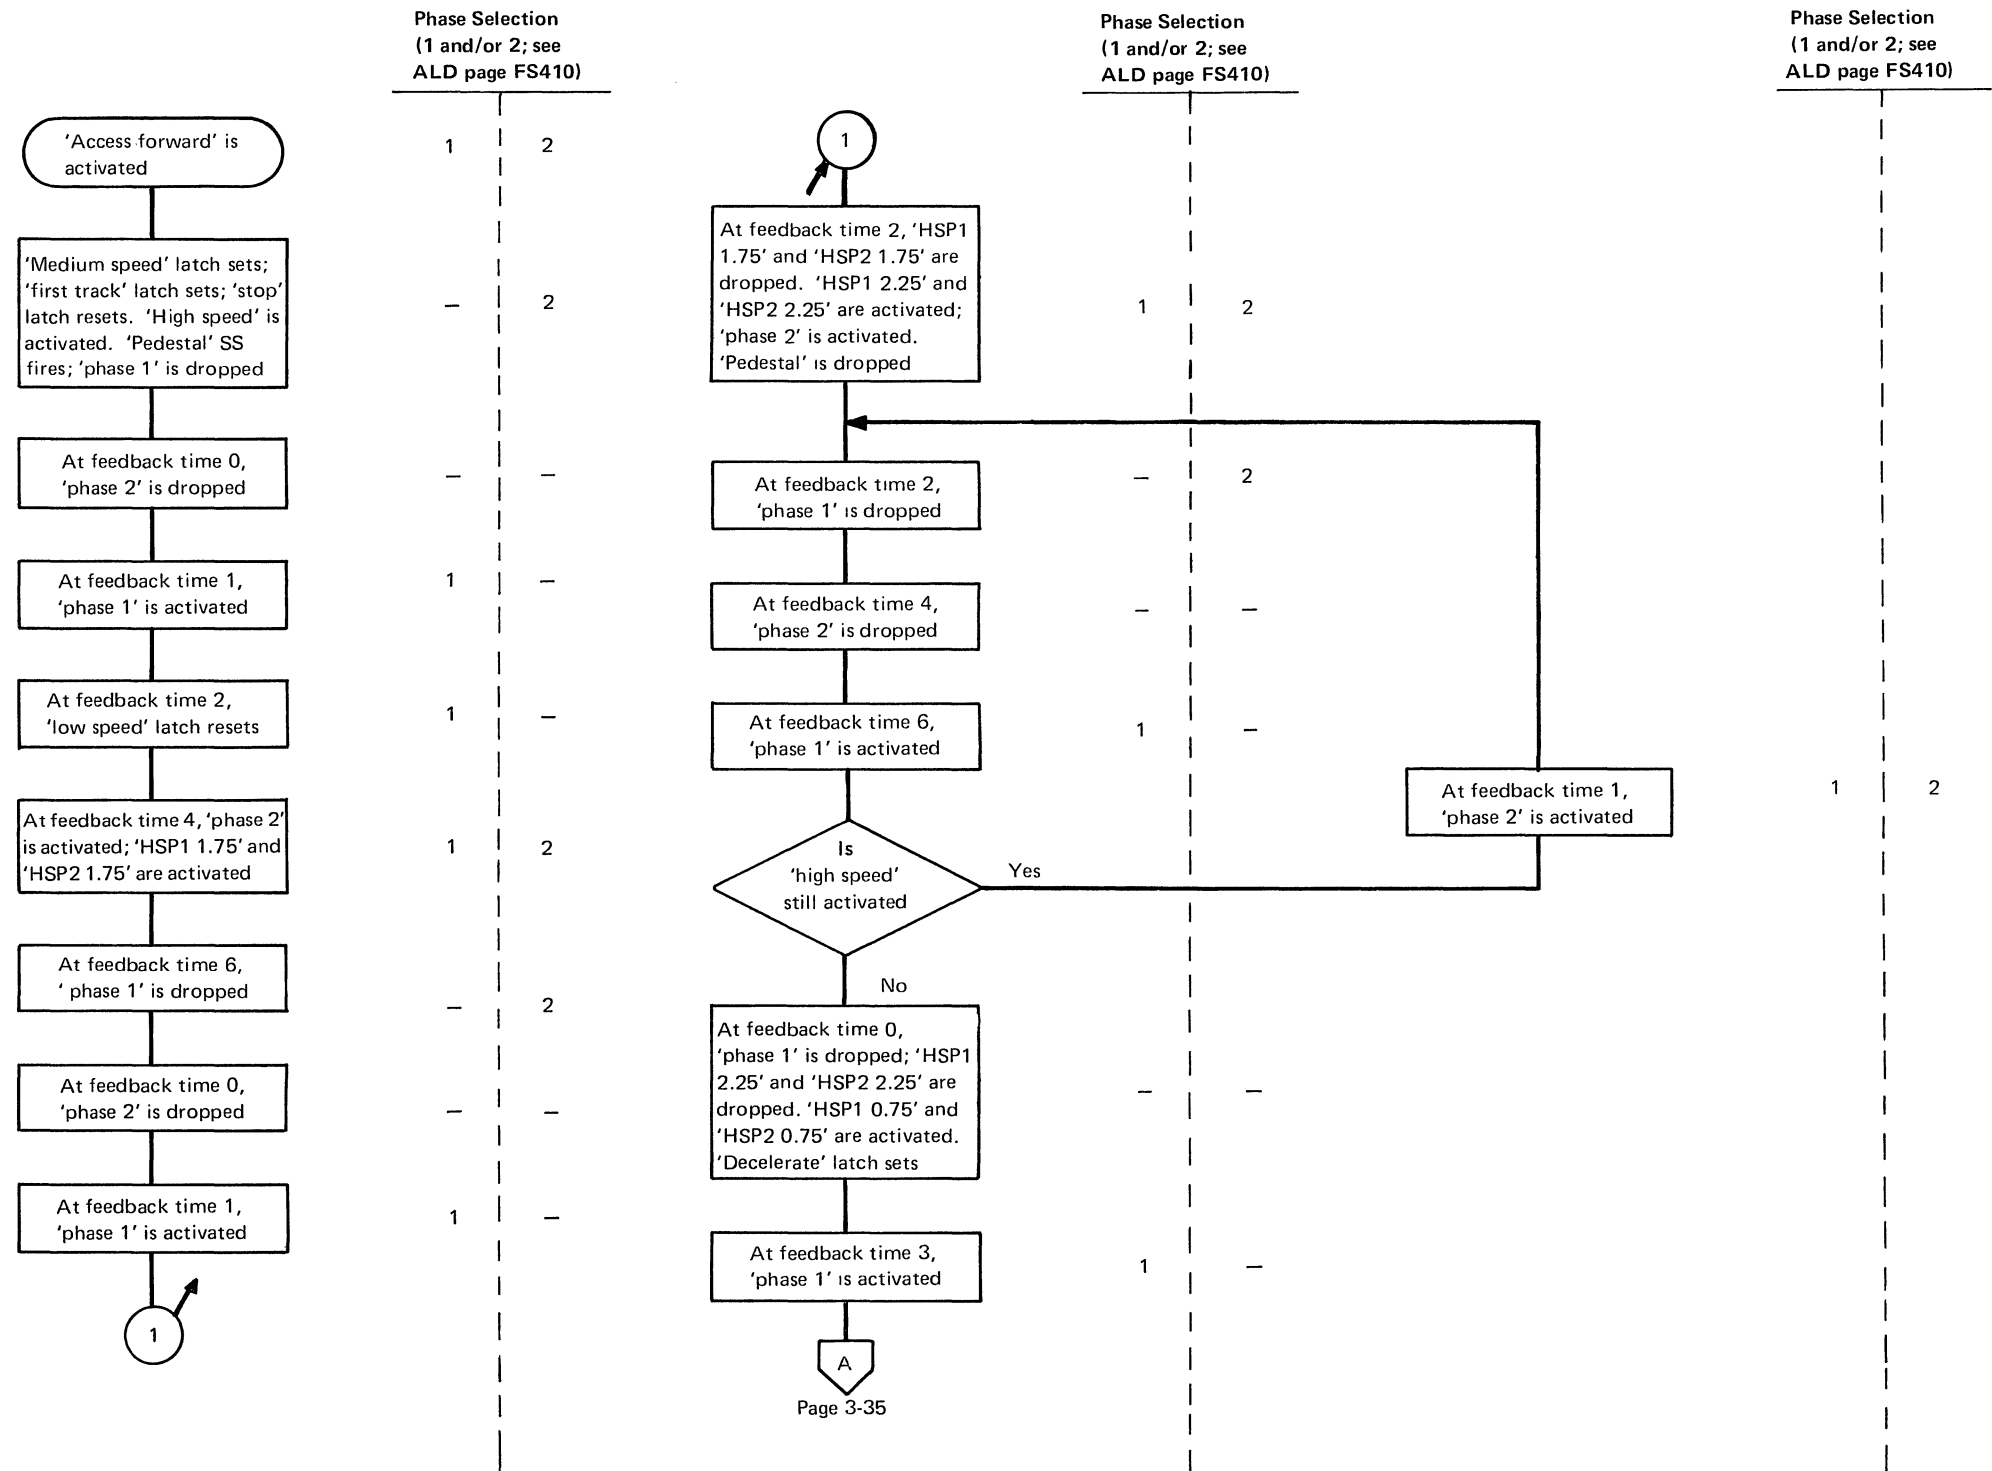 Phase Selection
(1 and/or 2; see
ALD page FS410)
'Access forward' is
activated
1 2
'Medium speed' latch sets;
'first track' latch sets; 'stop'
latch resets. 'High speed' is
activated. 'Pedestal' SS
fires; 'phase 1' is dropped
– 2
At feedback time 0,
'phase 2' is dropped
– –
At feedback time 1,
'phase 1' is activated
1 –
At feedback time 2,
'low speed' latch resets
1 –
At feedback time 4, 'phase 2'
is activated; 'HSP1 1.75' and
'HSP2 1.75' are activated
1 2
At feedback time 6,
' phase 1' is dropped
– 2
At feedback time 0,
'phase 2' is dropped
– –
At feedback time 1,
'phase 1' is activated
1 –
1
Phase Selection
(1 and/or 2; see
ALD page FS410)
1
At feedback time 2, 'HSP1
1.75' and 'HSP2 1.75' are
dropped. 'HSP1 2.25' and
'HSP2 2.25' are activated;
'phase 2' is activated.
'Pedestal' is dropped
1 2
At feedback time 2,
'phase 1' is dropped
– 2
At feedback time 4,
'phase 2' is dropped
– –
At feedback time 6,
'phase 1' is activated
1 –
Is
'high speed'
still activated
Yes
No
At feedback time 0,
'phase 1' is dropped; 'HSP1
2.25' and 'HSP2 2.25' are
dropped. 'HSP1 0.75' and
'HSP2 0.75' are activated.
'Decelerate' latch sets
– –
At feedback time 3,
'phase 1' is activated
1 –
A
Page 3-35
Phase Selection
(1 and/or 2; see
ALD page FS410)
At feedback time 1,
'phase 2' is activated
1 2